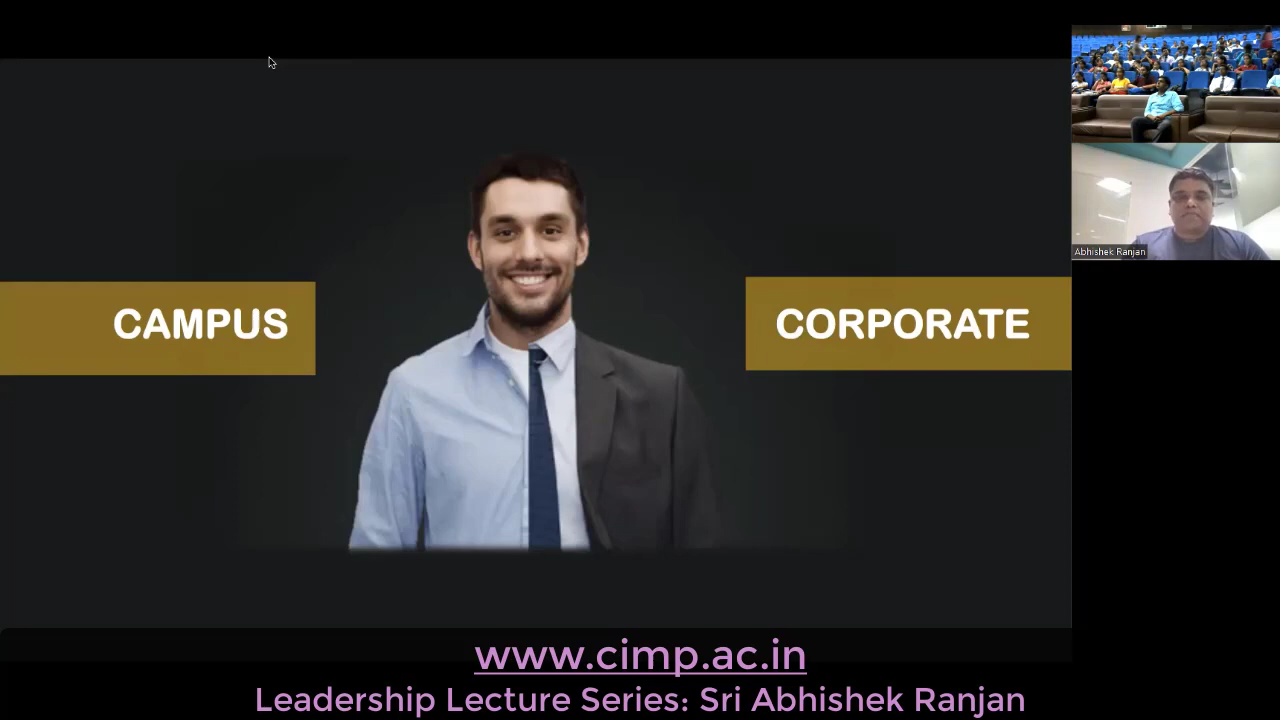 CAMPUS
CORPORATE
Abhishek Ranjan
www.cimp.ac.in
Leadership Lecture Series: Sri Abhishek Ranjan